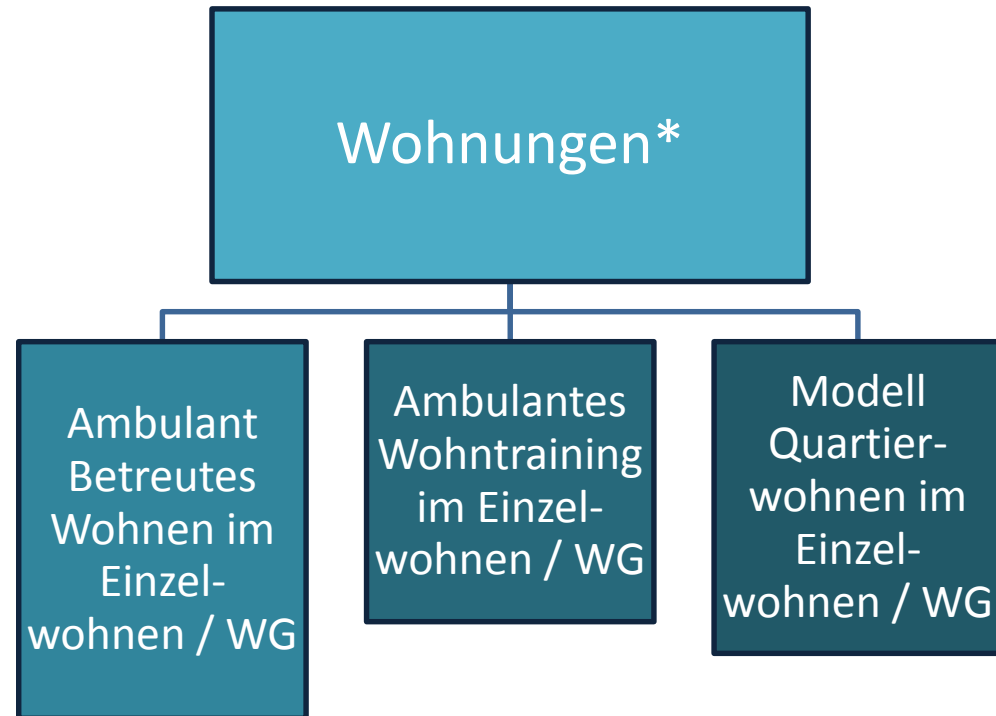 Wohnungen*
Ambulant
Betreutes
Wohnen im
Einzel-
wohnen / WG
Ambulantes
Wohntraining
im Einzel-
wohnen / WG
Modell
Quartier-
wohnen im
Einzel-
wohnen / WG